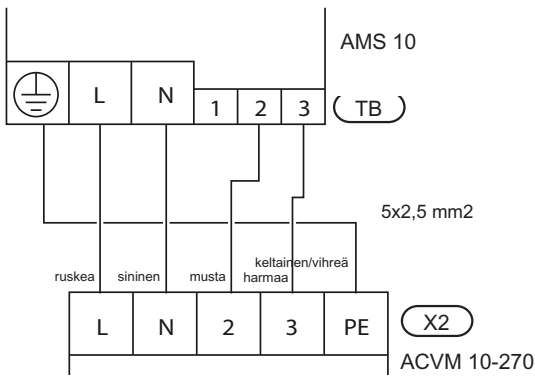 AMS 10
L N 1 2 3 TB
5x2,5 mm2
keltainen/vihreä
ruskea sininen musta harmaa
L N 2 3 PE X2
ACVM 10-270